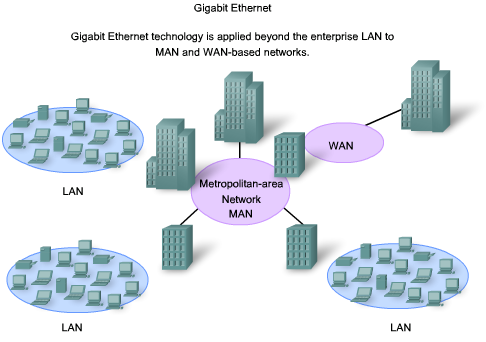 Gigabit Ethernet
Gigabit Ethernet technology is applied beyond the enterprise LAN to
MAN and WAN-based networks.
WAN
LAN
Metropolitan-area
Network
MAN
LAN
LAN